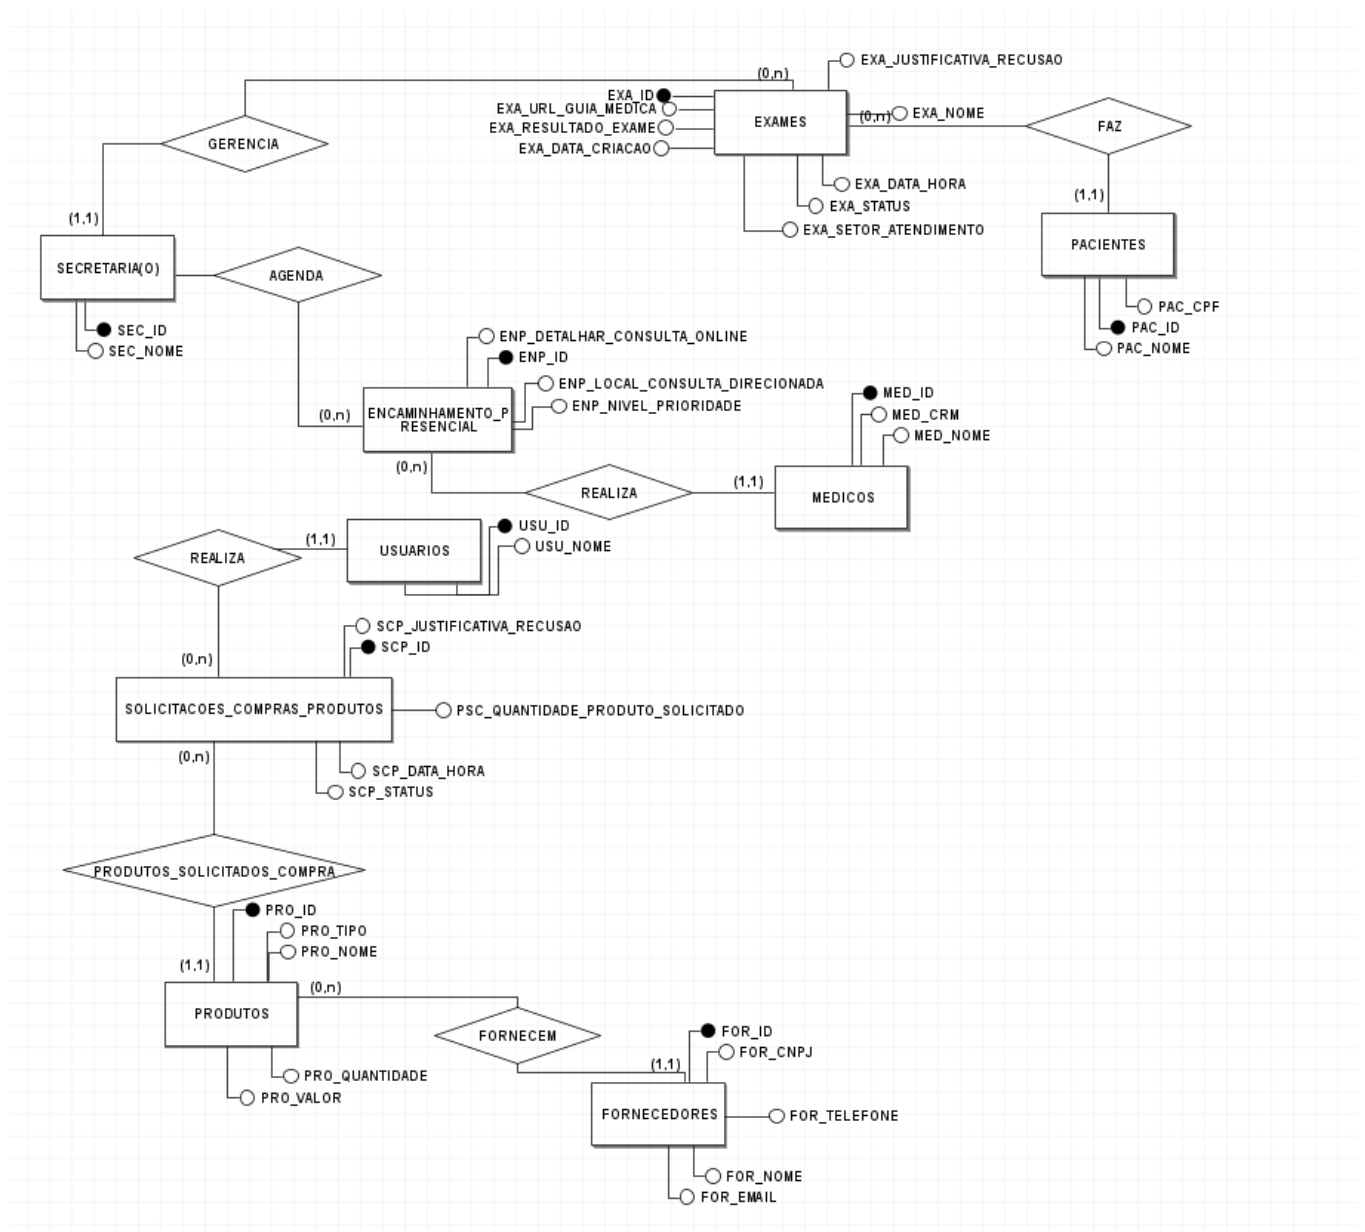 EXA_JUSTIFICATIVA_RECUSAO
(0,n)
EXA_ID
EXA_URL_GUIA_MEDICA
EXA_RESULTADO_EXAME
EXA_DATA_CRIACAO
EXAMES
(0,n)
EXA_NOME
FAZ
GERENCIA
EXA_DATA_HORA
EXA_STATUS
EXA_SETOR_ATENDIMENTO
(1,1)
(1,1)
PACIENTES
SECRETARIA(O)
AGENDA
PAC_CPF
PAC_ID
PAC_NOME
SEC_ID
SEC_NOME
ENP_DETALHAR_CONSULTA_ONLINE
ENP_ID
ENP_LOCAL_CONSULTA_DIRECIONADA
ENP_NIVEL_PRIORIDADE
(0,n)
ENCAMINHAMENTO_P
RESENCIAL
MED_ID
MED_CRM
MED_NOME
(0,n)
REALIZA
(1,1)
MEDICOS
USU_ID
USU_NOME
(1,1)
USUARIOS
REALIZA
SCP_JUSTIFICATIVA_RECUSAO
SCP_ID
(0,n)
SOLICITACOES_COMPRAS_PRODUTOS
PSC_QUANTIDADE_PRODUTO_SOLICITADO
(0,n)
SCP_DATA_HORA
SCP_STATUS
PRODUTOS_SOLICITADOS_COMPRA
PRO_ID
PRO_TIPO
PRO_NOME
(1,1)
(0,n)
PRODUTOS
FORNECEM
FOR_ID
FOR_CNPJ
(1,1)
PRO_QUANTIDADE
PRO_VALOR
FORNECEDORES
FOR_TELEFONE
FOR_NOME
FOR_EMAIL